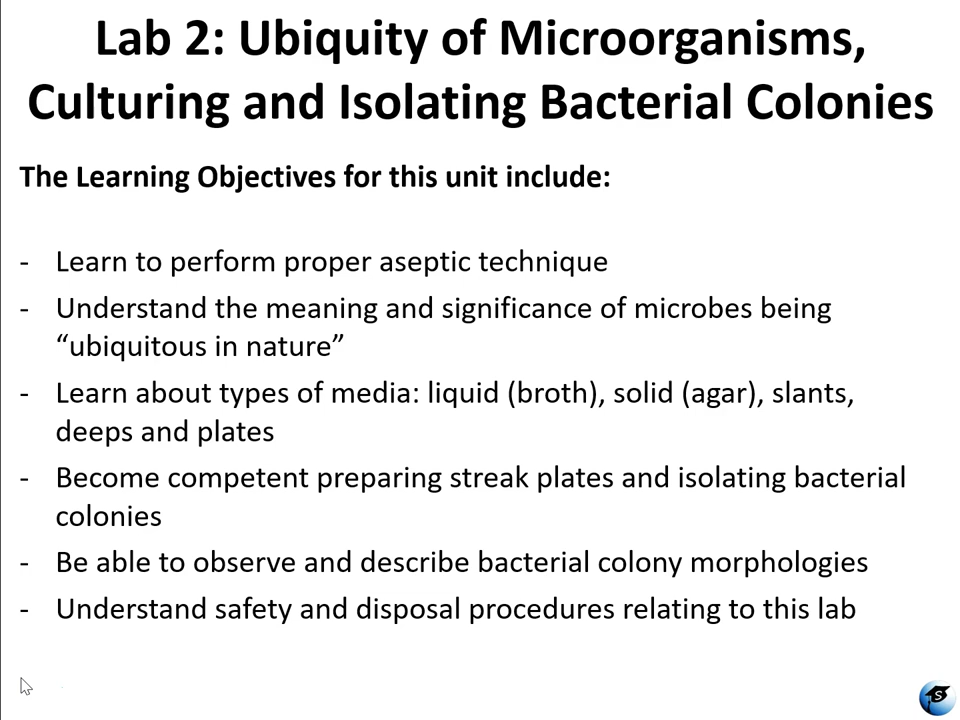 Lab 2: Ubiquity of Microorganisms,
Culturing and Isolating Bacterial Colonies
The Learning Objectives for this unit include:
- Learn to perform proper aseptic technique
- Understand the meaning and significance of microbes being
“ubiquitous in nature”
- Learn about types of media: liquid (broth), solid (agar), slants,
deeps and plates
- Become competent preparing streak plates and isolating bacterial
colonies
- Be able to observe and describe bacterial colony morphologies
- Understand safety and disposal procedures relating to this lab
S